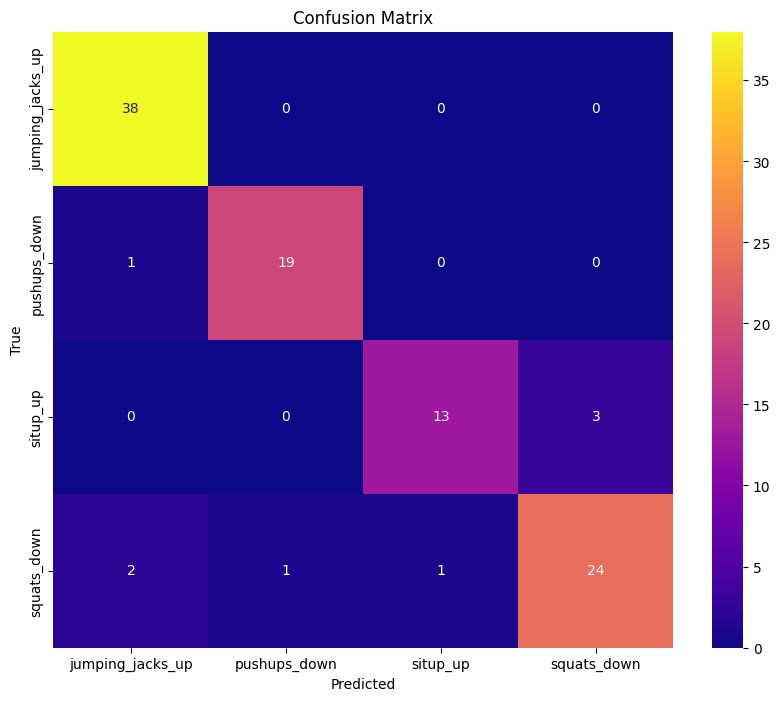 Confusion Matrix
True
jumping_jacks_up
38 0 0 0
pushups_down
1 19 0 0
situp_up
0 0 13 3
squats_down
2 1 1 24
jumping_jacks_up pushups_down situp_up squats_down
Predicted
35
30
25
20
15
10
5
0